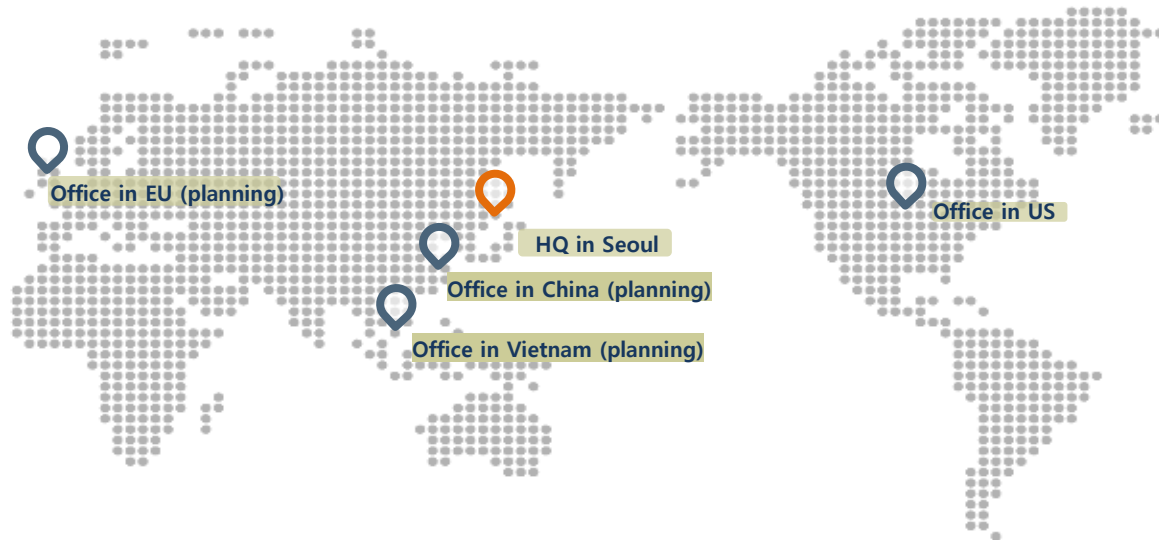 Office in EU (planning)
Office in US
HQ in Seoul
Office in China (planning)
Office in Vietnam (planning)